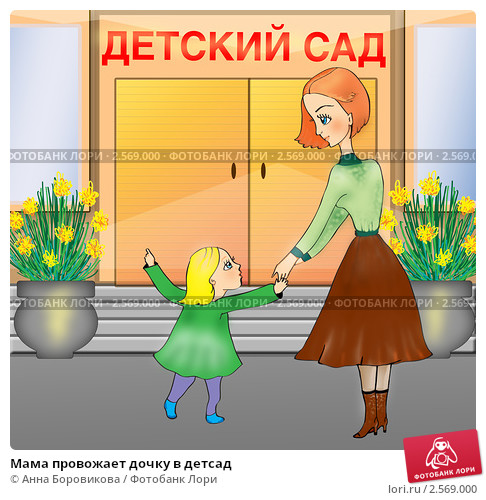 ДЕТСКИЙ САД
ФОТОБАНК ЛОРИ - 2.569.000 - ФОТОБАНК ЛОРИ - 2.569.000 - ФОТОБАНК ЛОРИ - 2.569.000
ФОТОБАНК ЛОРИ - 2.569.000 - ФОТОБАНК ЛОРИ - 2.569.000 - ФОТОБАНК ЛОРИ - 2.569.000
ФОТОБАНК ЛОРИ
Мама провожает дочку в детсад
© Анна Боровикова / Фотобанк Лори
lori.ru / 2.569.000